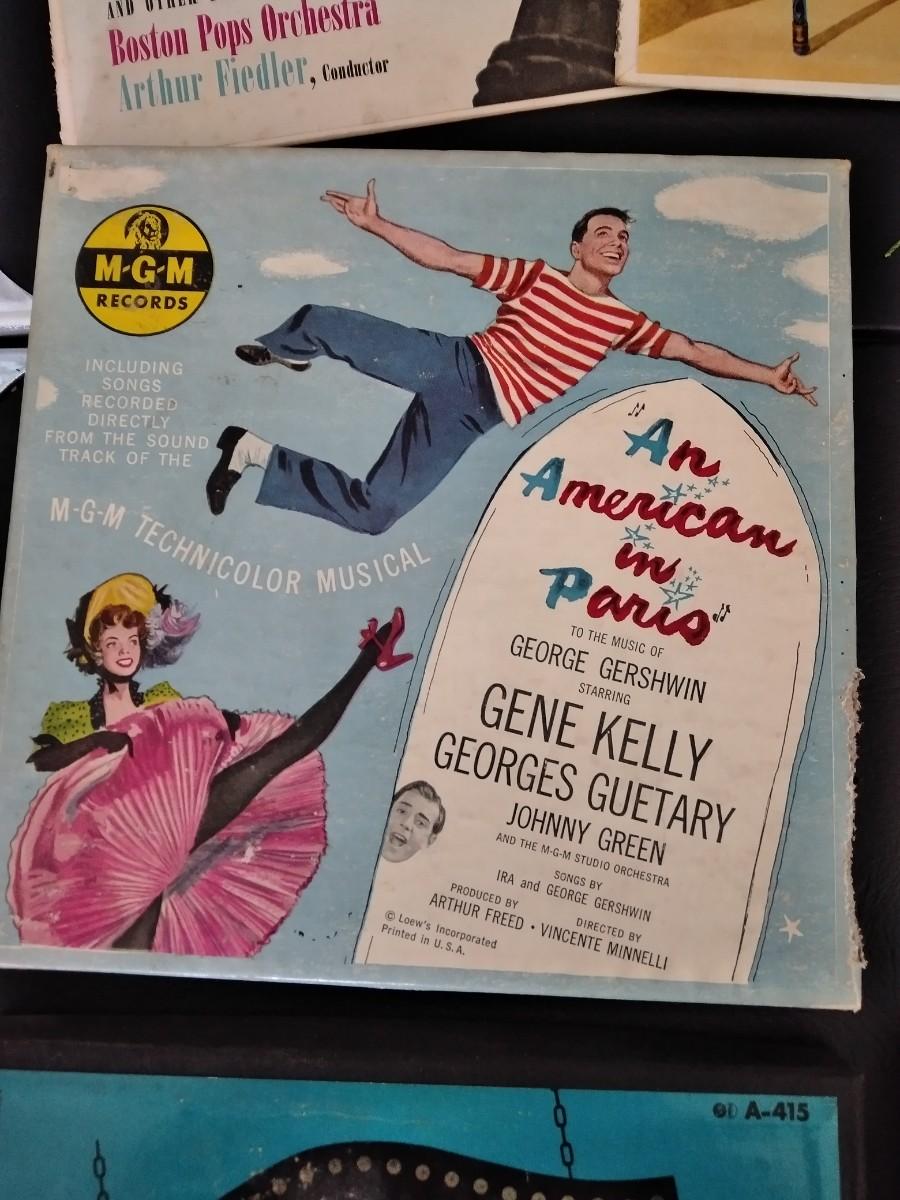 AND OTHER
Boston Pops Orchestra
Arthur Fiedler, Conductor
M-G-M
RECORDS
INCLUDING
SONGS
RECORDED
DIRECTLY
FROM THE SOUND
TRACK OF THE
M-G-M TECHNICOLOR MUSICAL
An
American
in
Paris
TO THE MUSIC OF
GEORGE GERSHWIN
STARRING
GENE KELLY
GEORGES GUETARY
JOHNNY GREEN
AND THE M-G-M STUDIO ORCHESTRA
SONGS BY
IRA and GEORGE GERSHWIN
PRODUCED BY
ARTHUR FREED • 
DIRECTED BY
VINCENTE MINNELLI
© Loew's Incorporated
Printed in U.S.A.
A-415